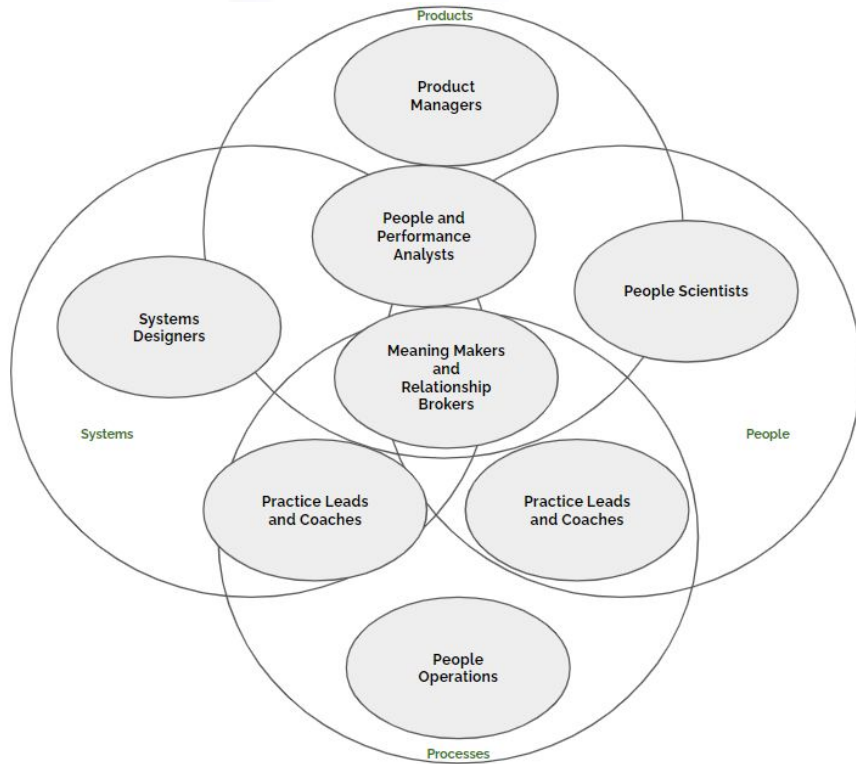 Products
Product
Managers
People and
Performance
Analysts
People Scientists
Systems
Designers
Meaning Makers
and
Relationship
Brokers
Systems
People
Practice Leads
and Coaches
Practice Leads
and Coaches
People
Operations
Processes